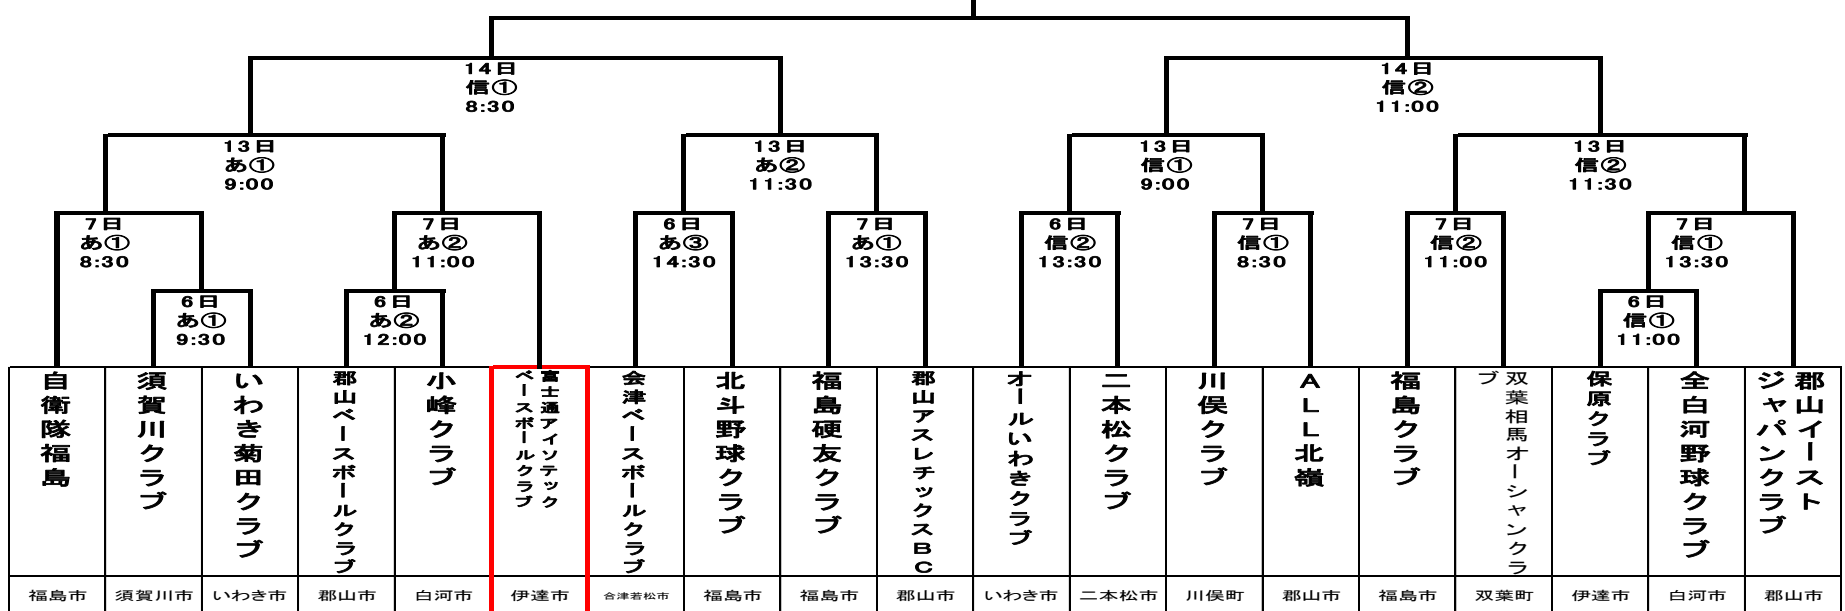 14日
信①
8:30
14日
信②
11:00
13日
あ①
9:00
13日
あ②
11:30
13日
信①
9:00
13日
信②
11:30
7日
あ①
8:30
7日
あ②
11:00
6日
あ③
14:30
7日
あ①
13:30
6日
信②
13:30
7日
信①
8:30
7日
信②
11:00
7日
信①
13:30
6日
あ①
9:30
6日
あ②
12:00
6日
信①
11:00
自衛隊福島
須賀川クラブ
いわき菊田クラブ
郡山ベースボールクラブ
小峰クラブ
富士通アイソテック
ベースボールクラブ
会津ベースボールクラブ
北斗野球クラブ
福島硬友クラブ
郡山アスレチックスBC
オールいわきクラブ
二本松クラブ
川俣クラブ
ALL北嶺
福島クラブ
双葉相馬オーシャンクラ
ブ
保原クラブ
全白河野球クラブ
郡山イースト
ジャパンクラブ
福島市
須賀川市
いわき市
郡山市
白河市
伊達市
会津若松市
福島市
福島市
郡山市
いわき市
二本松市
川俣町
郡山市
福島市
双葉町
伊達市
白河市
郡山市